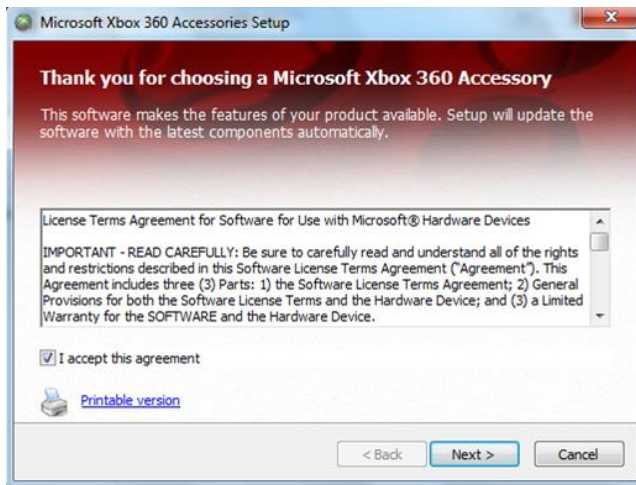 Microsoft Xbox 360 Accessories Setup
Thank you for choosing a Microsoft Xbox 360 Accessory
This software makes the features of your product available. Setup will update the
software with the latest components automatically.
License Terms Agreement for Software for Use with Microsoft® Hardware Devices
IMPORTANT - READ CAREFULLY: Be sure to carefully read and understand all of the rights
and restrictions described in this Software License Terms Agreement ("Agreement"). This
Agreement includes three (3) Parts: 1) the Software License Terms Agreement; 2) General
Provisions for both the Software License Terms and the Hardware Device; and (3) a Limited
Warranty for the SOFTWARE and the Hardware Device.
I accept this agreement
Printable version
< Back Next > Cancel